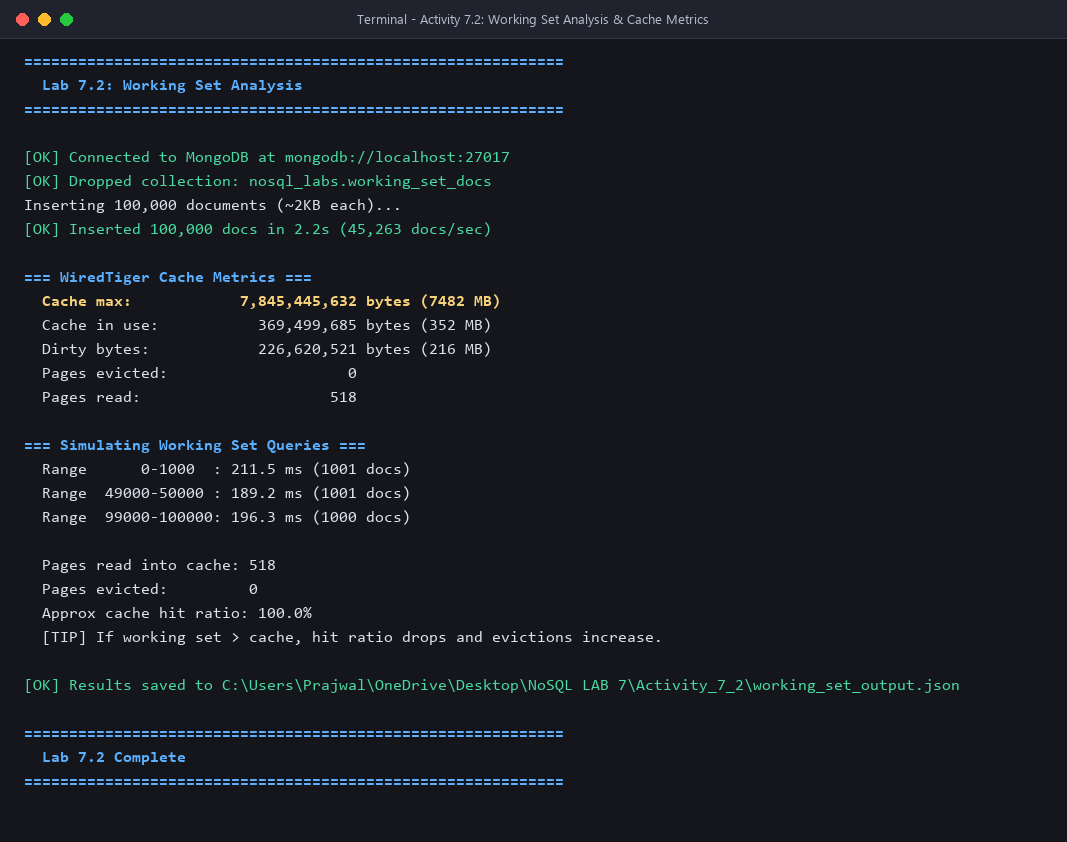 Terminal - Activity 7.2: Working Set Analysis & Cache Metrics
============================================================
  Lab 7.2: Working Set Analysis
============================================================
[OK] Connected to MongoDB at mongodb://localhost:27017
[OK] Dropped collection: nosql_labs.working_set_docs
Inserting 100,000 documents (~2KB each)...
[OK] Inserted 100,000 docs in 2.2s (45,263 docs/sec)
=== WiredTiger Cache Metrics ===
  Cache max:            7,845,445,632 bytes (7482 MB)
  Cache in use:           369,499,685 bytes (352 MB)
  Dirty bytes:            226,620,521 bytes (216 MB)
  Pages evicted:                    0
  Pages read:                     518
=== Simulating Working Set Queries ===
  Range      0-1000  : 211.5 ms (1001 docs)
  Range  49000-50000 : 189.2 ms (1001 docs)
  Range  99000-100000: 196.3 ms (1000 docs)
  Pages read into cache: 518
  Pages evicted:         0
  Approx cache hit ratio: 100.0%
  [TIP] If working set > cache, hit ratio drops and evictions increase.
[OK] Results saved to C:\Users\Prajwal\OneDrive\Desktop\NoSQL LAB 7\Activity_7_2\working_set_output.json
============================================================
  Lab 7.2 Complete
============================================================